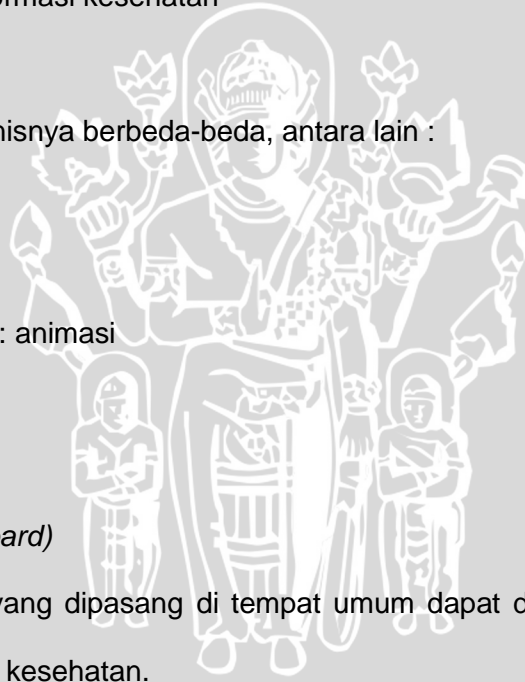 ormasi kesehatan
nisnya berbeda-beda, antara lain :
: animasi
ard)
yang dipasang di tempat umum dapat d
kesehatan.